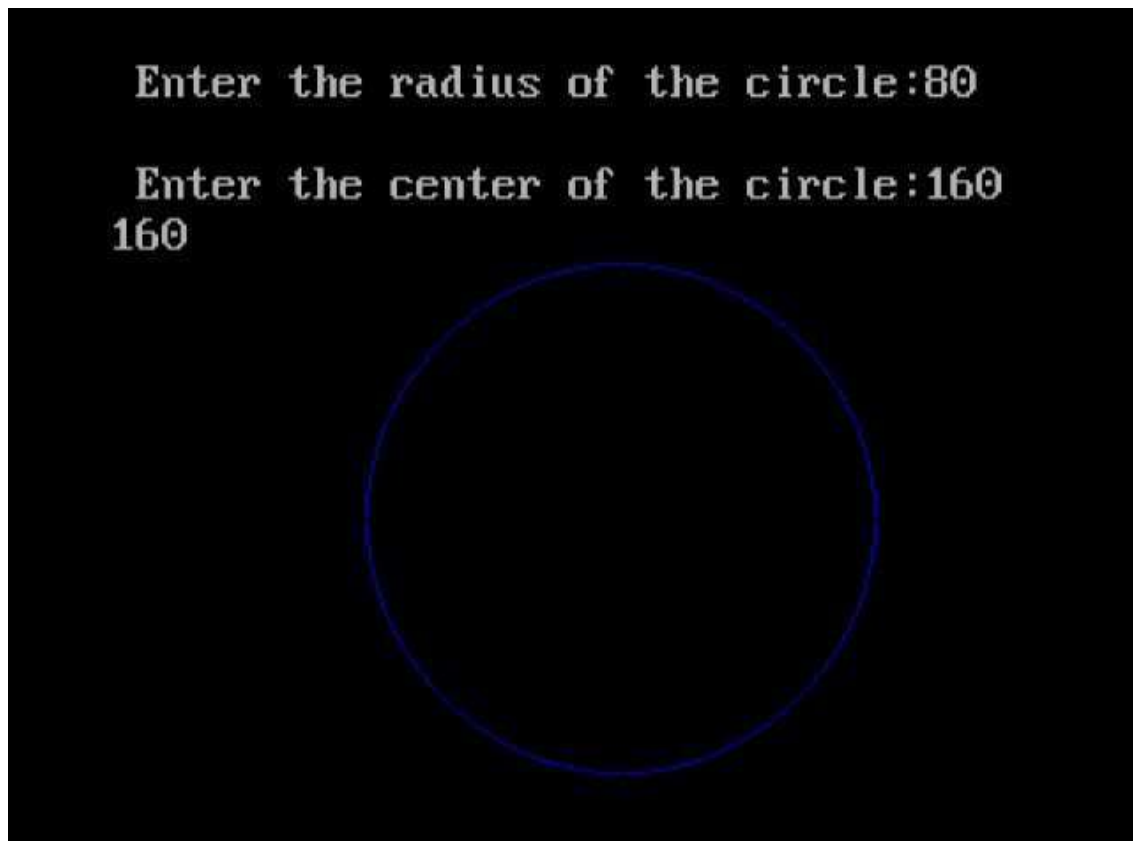 Enter the radius of the circle:80
Enter the center of the circle:160
160